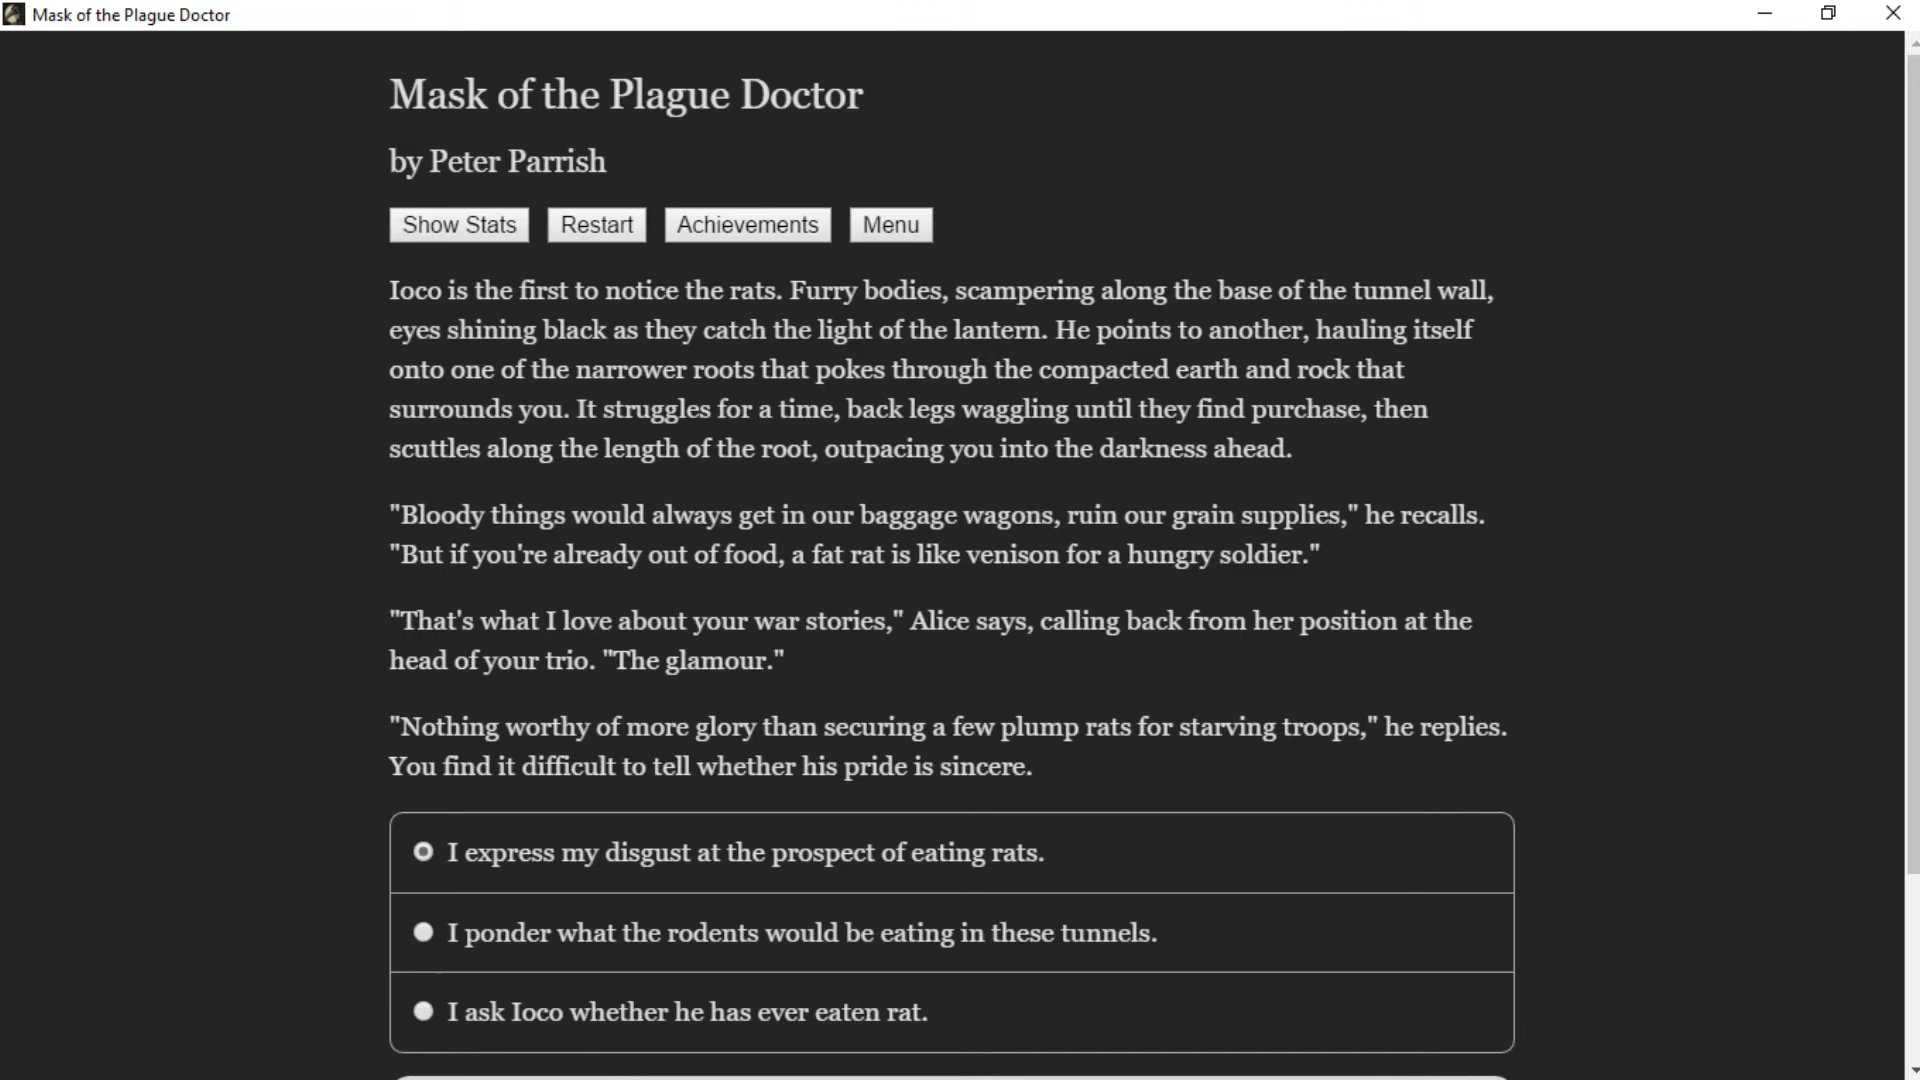 Mask of the Plague Doctor
Mask of the Plague Doctor
by Peter Parrish
Show Stats Restart Achievements Menu
Ioco is the first to notice the rats. Furry bodies, scampering along the base of the tunnel wall,
eyes shining black as they catch the light of the lantern. He points to another, hauling itself
onto one of the narrower roots that pokes through the compacted earth and rock that
surrounds you. It struggles for a time, back legs waggling until they find purchase, then
scuttles along the length of the root, outpacing you into the darkness ahead.
"Bloody things would always get in our baggage wagons, ruin our grain supplies," he recalls.
"But if you're already out of food, a fat rat is like venison for a hungry soldier."
"That's what I love about your war stories," Alice says, calling back from her position at the
head of your trio. "The glamour."
"Nothing worthy of more glory than securing a few plump rats for starving troops," he replies.
You find it difficult to tell whether his pride is sincere.
I express my disgust at the prospect of eating rats.
I ponder what the rodents would be eating in these tunnels.
I ask Ioco whether he has ever eaten rat.